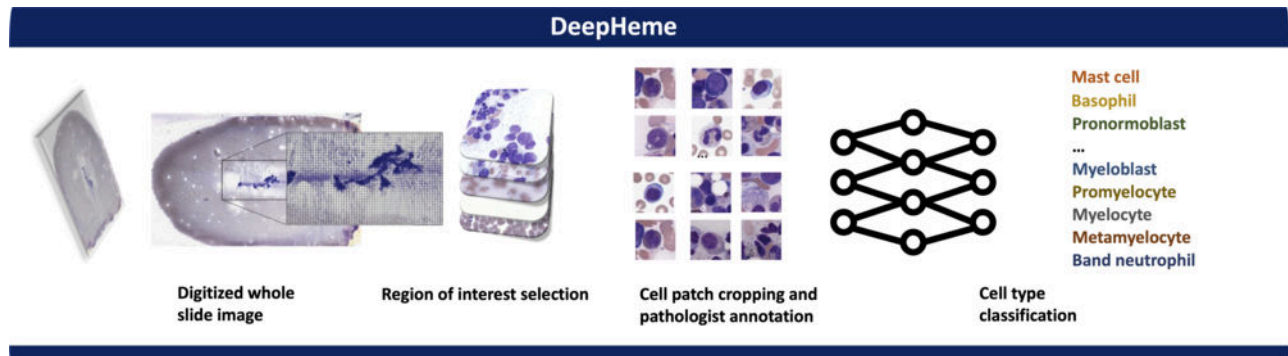 DeepHeme
Mast cell
Basophil
Pronormoblast
...
Myeloblast
Promyelocyte
Myelocyte
Metamyelocyte
Band neutrophil
...
Digitized whole
slide image
Region of interest selection
Cell patch cropping and
pathologist annotation
Cell type
classification